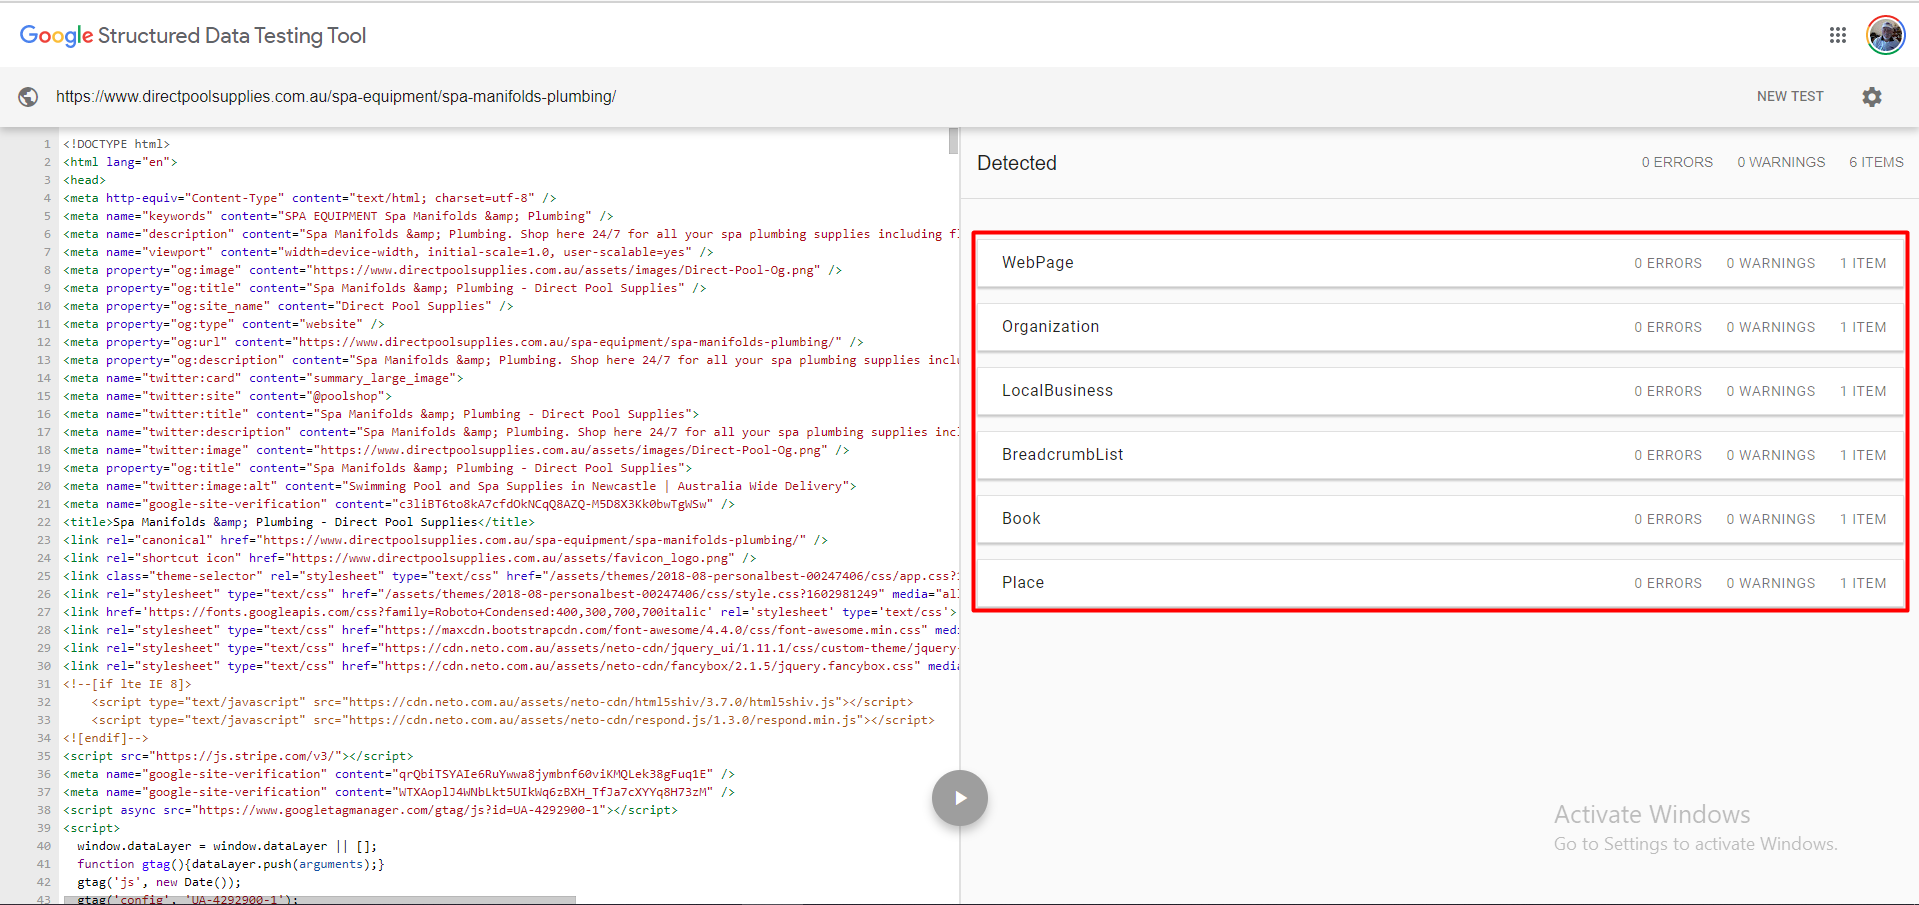 Google Structured Data Testing Tool
https://www.directpoolsupplies.com.au/spa-equipment/spa-manifolds-plumbing/
NEW TEST
1 <!DOCTYPE html>
2 <html lang="en">
3 <head>
4 <meta http-equiv="Content-Type" content="text/html; charset=utf-8" />
5 <meta name="keywords" content="SPA EQUIPMENT Spa Manifolds &amp; Plumbing" />
6 <meta name="description" content="Spa Manifolds &amp; Plumbing. Shop here 24/7 for all your spa plumbing supplies including f
7 <meta name="viewport" content="width=device-width, initial-scale=1.0, user-scalable=yes" />
8 <meta property="og:image" content="https://www.directpoolsupplies.com.au/assets/images/Direct-Pool-Og.png" />
9 <meta property="og:title" content="Spa Manifolds &amp; Plumbing - Direct Pool Supplies" />
10 <meta property="og:site_name" content="Direct Pool Supplies" />
11 <meta property="og:type" content="website" />
12 <meta property="og:url" content="https://www.directpoolsupplies.com.au/spa-equipment/spa-manifolds-plumbing/" />
13 <meta property="og:description" content="Spa Manifolds &amp; Plumbing. Shop here 24/7 for all your spa plumbing supplies incl
14 <meta name="twitter:card" content="summary_large_image">
15 <meta name="twitter:site" content="@poolshop">
16 <meta name="twitter:title" content="Spa Manifolds &amp; Plumbing - Direct Pool Supplies">
17 <meta name="twitter:description" content="Spa Manifolds &amp; Plumbing. Shop here 24/7 for all your spa plumbing supplies incl
18 <meta name="twitter:image" content="https://www.directpoolsupplies.com.au/assets/images/Direct-Pool-Og.png" />
19 <meta property="og:title" content="Spa Manifolds &amp; Plumbing - Direct Pool Supplies">
20 <meta name="twitter:image:alt" content="Swimming Pool and Spa Supplies in Newcastle | Australia Wide Delivery">
21 <meta name="google-site-verification" content="c3liBT6to8kA7cfdOkNCqQ8AZQ-M5D8X3Kk0bwTgWSw" />
22 <title>Spa Manifolds &amp; Plumbing - Direct Pool Supplies</title>
23 <link rel="canonical" href="https://www.directpoolsupplies.com.au/spa-equipment/spa-manifolds-plumbing/" />
24 <link rel="shortcut icon" href="https://www.directpoolsupplies.com.au/assets/favicon_logo.png" />
25 <link class="theme-selector" rel="stylesheet" type="text/css" href="/assets/themes/2018-08-personalbest-00247406/css/app.css?1
26 <link rel="stylesheet" type="text/css" href="/assets/themes/2018-08-personalbest-00247406/css/style.css?1602981249" media="all
27 <link href='https://fonts.googleapis.com/css?family=Roboto+Condensed:400,300,700,700italic' rel='stylesheet' type='text/css'>
28 <link rel="stylesheet" type="text/css" href="https://maxcdn.bootstrapcdn.com/font-awesome/4.4.0/css/font-awesome.min.css" medi
29 <link rel="stylesheet" type="text/css" href="https://cdn.neto.com.au/assets/neto-cdn/jquery_ui/1.11.1/css/custom-theme/jquery-
30 <link rel="stylesheet" type="text/css" href="https://cdn.neto.com.au/assets/neto-cdn/fancybox/2.1.5/jquery.fancybox.css" media
31 <!--[if lte IE 8]>
32 <script type="text/javascript" src="https://cdn.neto.com.au/assets/neto-cdn/html5shiv/3.7.0/html5shiv.js"></script>
33 <script type="text/javascript" src="https://cdn.neto.com.au/assets/neto-cdn/respond.js/1.3.0/respond.min.js"></script>
34 <![endif]-->
35 <script src="https://js.stripe.com/v3/"></script>
36 <meta name="google-site-verification" content="qrQbiTSYAIe6RuYwwa8jymbnf60viKMQLek38gFuq1E" />
37 <meta name="google-site-verification" content="WTXAoplJ4WNbLkt5UIkWq6zBXH_TfJa7cXYYq8H73zM" />
38 <script async src="https://www.googletagmanager.com/gtag/js?id=UA-4292900-1"></script>
39 <script>
40 window.dataLayer = window.dataLayer || [];
41 function gtag(){dataLayer.push(arguments);}
42 gtag('js', new Date());
43 gtag('config', 'UA-4292900-1');
Detected 0 ERRORS 0 WARNINGS 6 ITEMS
WebPage 0 ERRORS 0 WARNINGS 1 ITEM
Organization 0 ERRORS 0 WARNINGS 1 ITEM
LocalBusiness 0 ERRORS 0 WARNINGS 1 ITEM
BreadcrumbList 0 ERRORS 0 WARNINGS 1 ITEM
Book 0 ERRORS 0 WARNINGS 1 ITEM
Place 0 ERRORS 0 WARNINGS 1 ITEM
Activate Windows
Go to Settings to activate Windows.